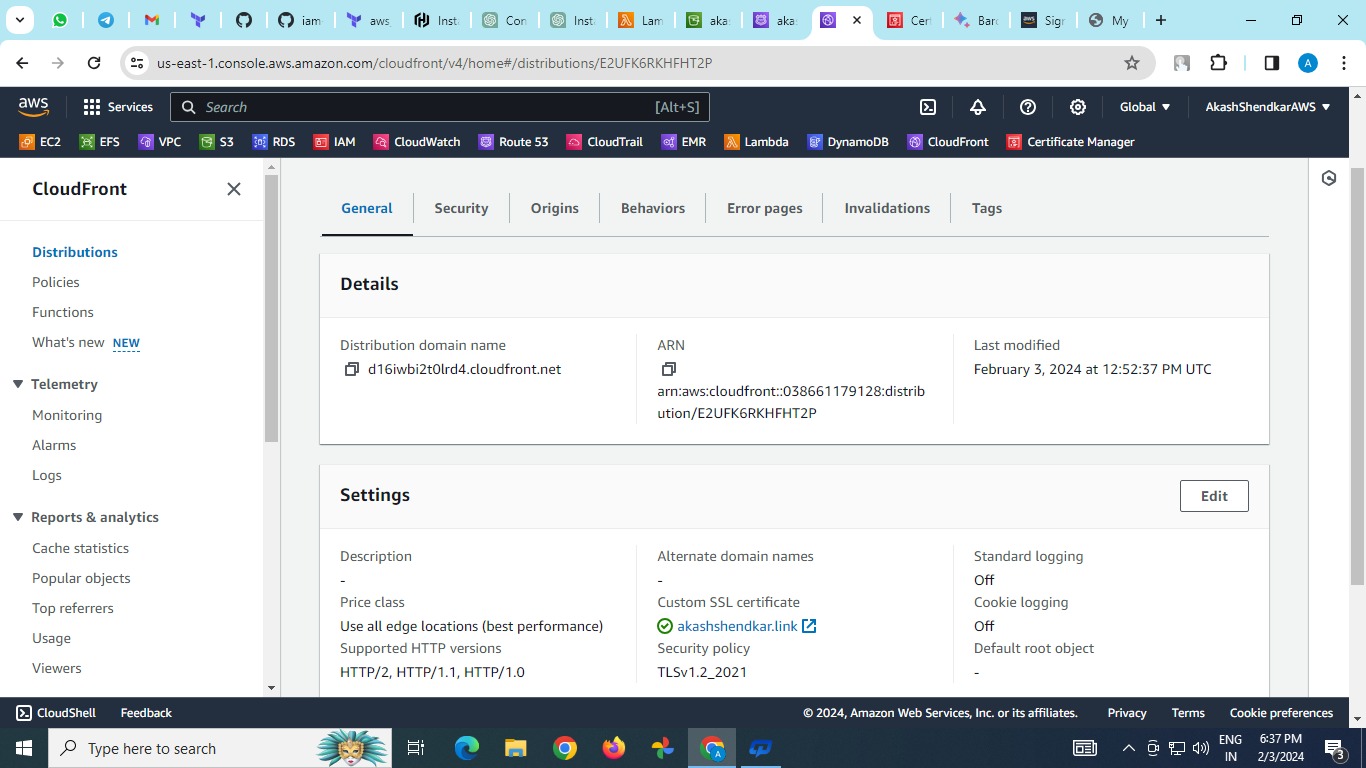 iam
aws
Insta
Con
Insta
Lam
akas
akas
Cert
Bard
Sign
My
us-east-1.console.aws.amazon.com/cloudfront/v4/home#/distributions/E2UFK6RKHFHT2P
A
aws
Services
Search
[Alt+S]
Global
AkashShendkarAWS
EC2 EFS VPC S3 RDS IAM CloudWatch Route 53 CloudTrail EMR Lambda DynamoDB CloudFront Certificate Manager
CloudFront
Distributions
Policies
Functions
What's new NEW
Telemetry
Monitoring
Alarms
Logs
Reports & analytics
Cache statistics
Popular objects
Top referrers
Usage
Viewers
General Security Origins Behaviors Error pages Invalidations Tags
Details
Distribution domain name
d16iwbi2t0lrd4.cloudfront.net
ARN
arn:aws:cloudfront::038661179128:distrib
ution/E2UFK6RKHFHT2P
Last modified
February 3, 2024 at 12:52:37 PM UTC
Settings
Edit
Description
-
Price class
Use all edge locations (best performance)
Supported HTTP versions
HTTP/2, HTTP/1.1, HTTP/1.0
Alternate domain names
-
Custom SSL certificate
akashshendkar.link
Security policy
TLSv1.2_2021
Standard logging
Off
Cookie logging
Off
Default root object
-
CloudShell Feedback
© 2024, Amazon Web Services, Inc. or its affiliates. Privacy Terms Cookie preferences
Type here to search
A
ENG
IN
6:37 PM
2/3/2024
3